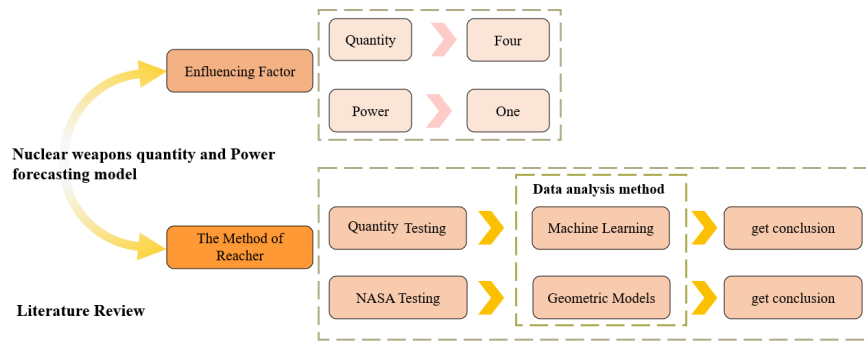 Quantity
Four
Enfluencing Factor
Power
One
Nuclear weapons quantity and Power
forecasting model
Data analysis method
The Method of
Reacher
Quantity Testing
Machine Learning
get conclusion
NASA Testing
Geometric Models
get conclusion
Literature Review